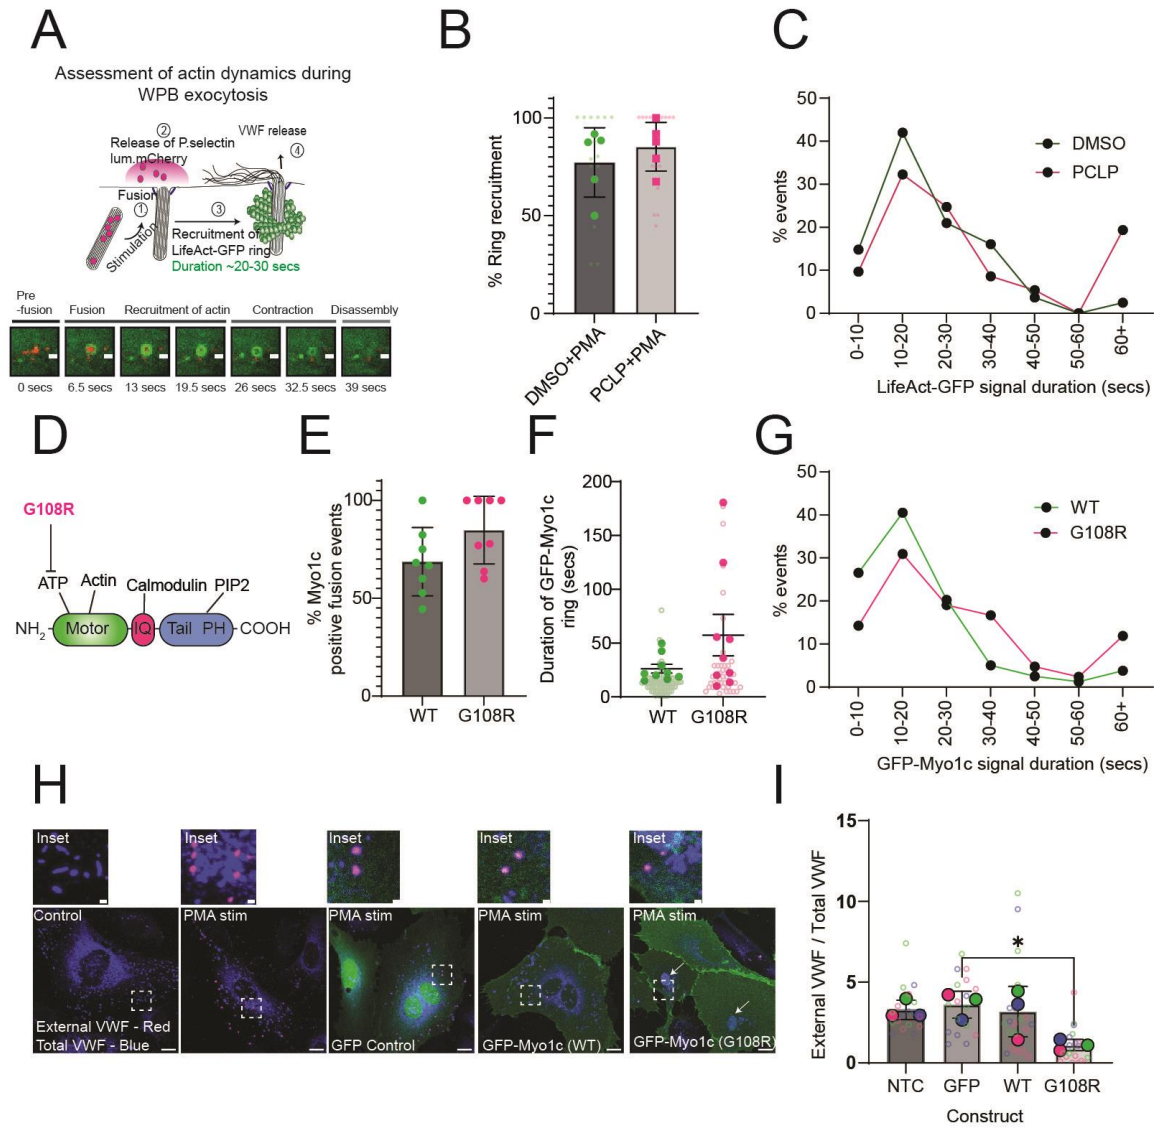 A
Assessment of actin dynamics during
WPB exocytosis
②
Release of P.selectin
lum.mCherry
VWF release
④
Fusion
①
Stimulation
③
Recruitment of
LifeAct-GFP ring
Duration ~20-30 secs
Pre
-fusion
Fusion
Recruitment of actin
Contraction
Disassembly
0 secs
6.5 secs
13 secs
19.5 secs
26 secs
32.5 secs
39 secs
B
% Ring recruitment
100
50
0
DMSO+PMA
PCLP+PMA
C
% events
50
40
30
20
10
0
DMSO
PCLP
0-10
10-20
20-30
30-40
40-50
50-60
60+
LifeAct-GFP signal duration (secs)
D
G108R
ATP
Actin
Calmodulin
PIP2
NH2
Motor
IQ
Tail
PH
COOH
E
% Myo1c
positive fusion events
100
50
0
WT
G108R
F
Duration of GFP-Myo1c
ring (secs)
200
150
100
50
0
WT
G108R
G
% events
50
40
30
20
10
0
WT
G108R
0-10
10-20
20-30
30-40
40-50
50-60
60+
GFP-Myo1c signal duration (secs)
H
Inset
Inset
Inset
Inset
Inset
Control
PMA stim
PMA stim
PMA stim
PMA stim
External VWF - Red
Total VWF - Blue
GFP Control
GFP-Myo1c (WT)
GFP-Myo1c (G108R)
I
External VWF / Total VWF
15
10
5
0
*
NTC
GFP
WT
G108R
Construct